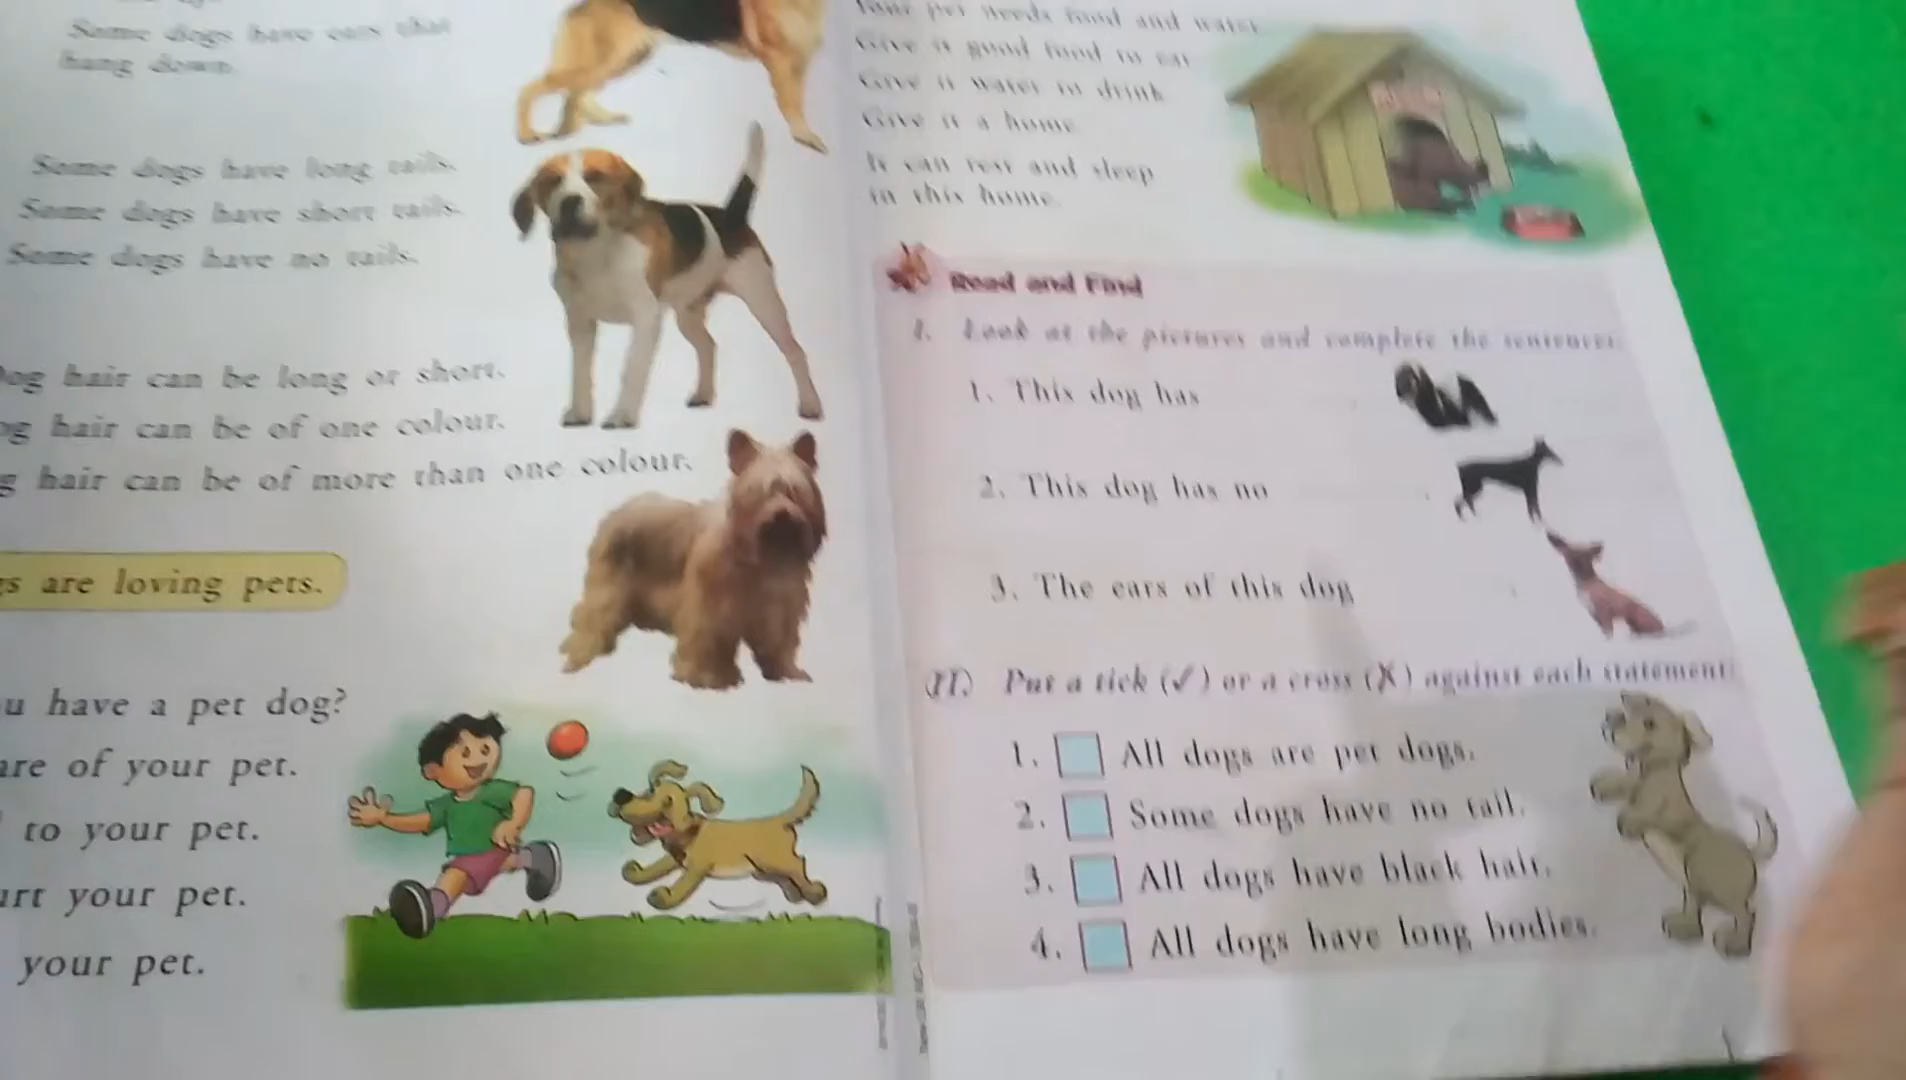 Some dogs have ears that
hang down.
Some dogs have long tails.
Some dogs have short tails.
Some dogs have no tails.
og hair can be long or short.
og hair can be of one colour.
g hair can be of more than one colour.
gs are loving pets.
u have a pet dog?
are of your pet.
to your pet.
urt your pet.
your pet.
Your pet needs food and water.
Give it good food to eat.
Give it water to drink.
Give it a home.
It can rest and sleep
in this home.
Read and Find
I. Look at the pictures and complete the sentences.
1. This dog has
2. This dog has no
3. The ears of this dog
II. Put a tick (✓) or a cross (✗) against each statement.
1. All dogs are pet dogs.
2. Some dogs have no tail.
3. All dogs have black hair.
4. All dogs have long bodies.